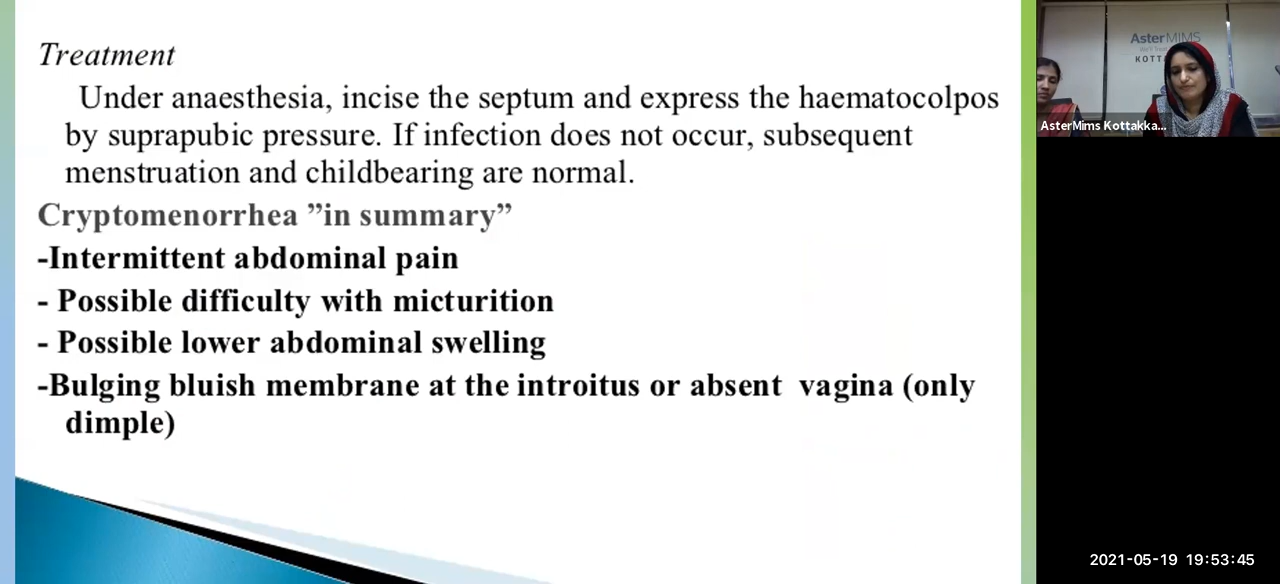 Treatment
Under anaesthesia, incise the septum and express the haematocolpos
by suprapubic pressure. If infection does not occur, subsequent
menstruation and childbearing are normal.
Cryptomenorrhea ”in summary”
-Intermittent abdominal pain
- Possible difficulty with micturition
- Possible lower abdominal swelling
-Bulging bluish membrane at the introitus or absent vagina (only
dimple)
Aster MIMS
KOTT
AsterMims Kottakka...
2021-05-19 19:53:45